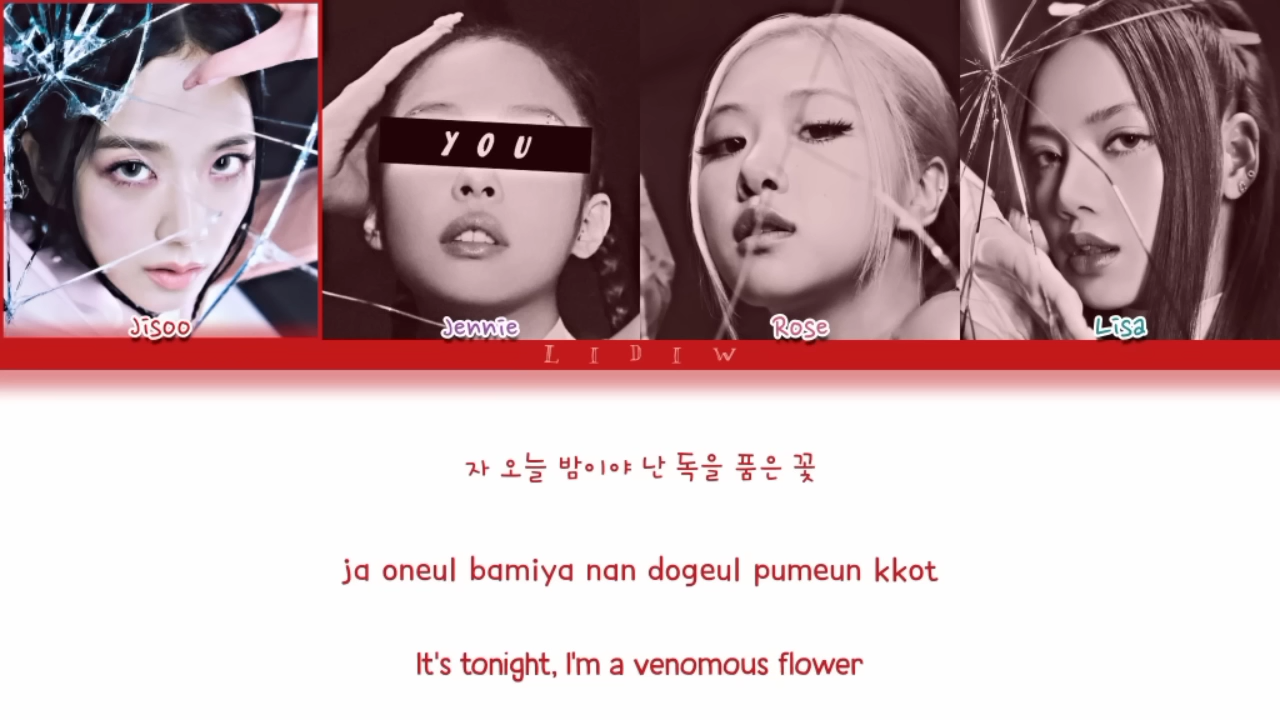 YOU
Jisoo
Jennie
Rose
Lisa
LIDIW
자 오늘 밤이야 난 독을 품은 꽃
ja oneul bamiya nan dogeul pumeun kkot
It's tonight, I'm a venomous flower